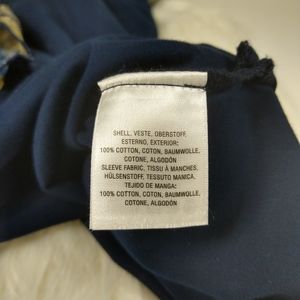 SHELL, VESTE, OBERSTOFF,
ESTERNO, EXTERIOR:
100% COTTON, COTON, BAUMWOLLE,
COTONE, ALGODÓN
SLEEVE FABRIC, TISSU À MANCHES,
HÜLSENSTOFF, TESSUTO MANICA,
TEJIDO DE MANGA:
100% COTTON, COTON, BAUMWOLLE,
COTONE, ALGODÓN